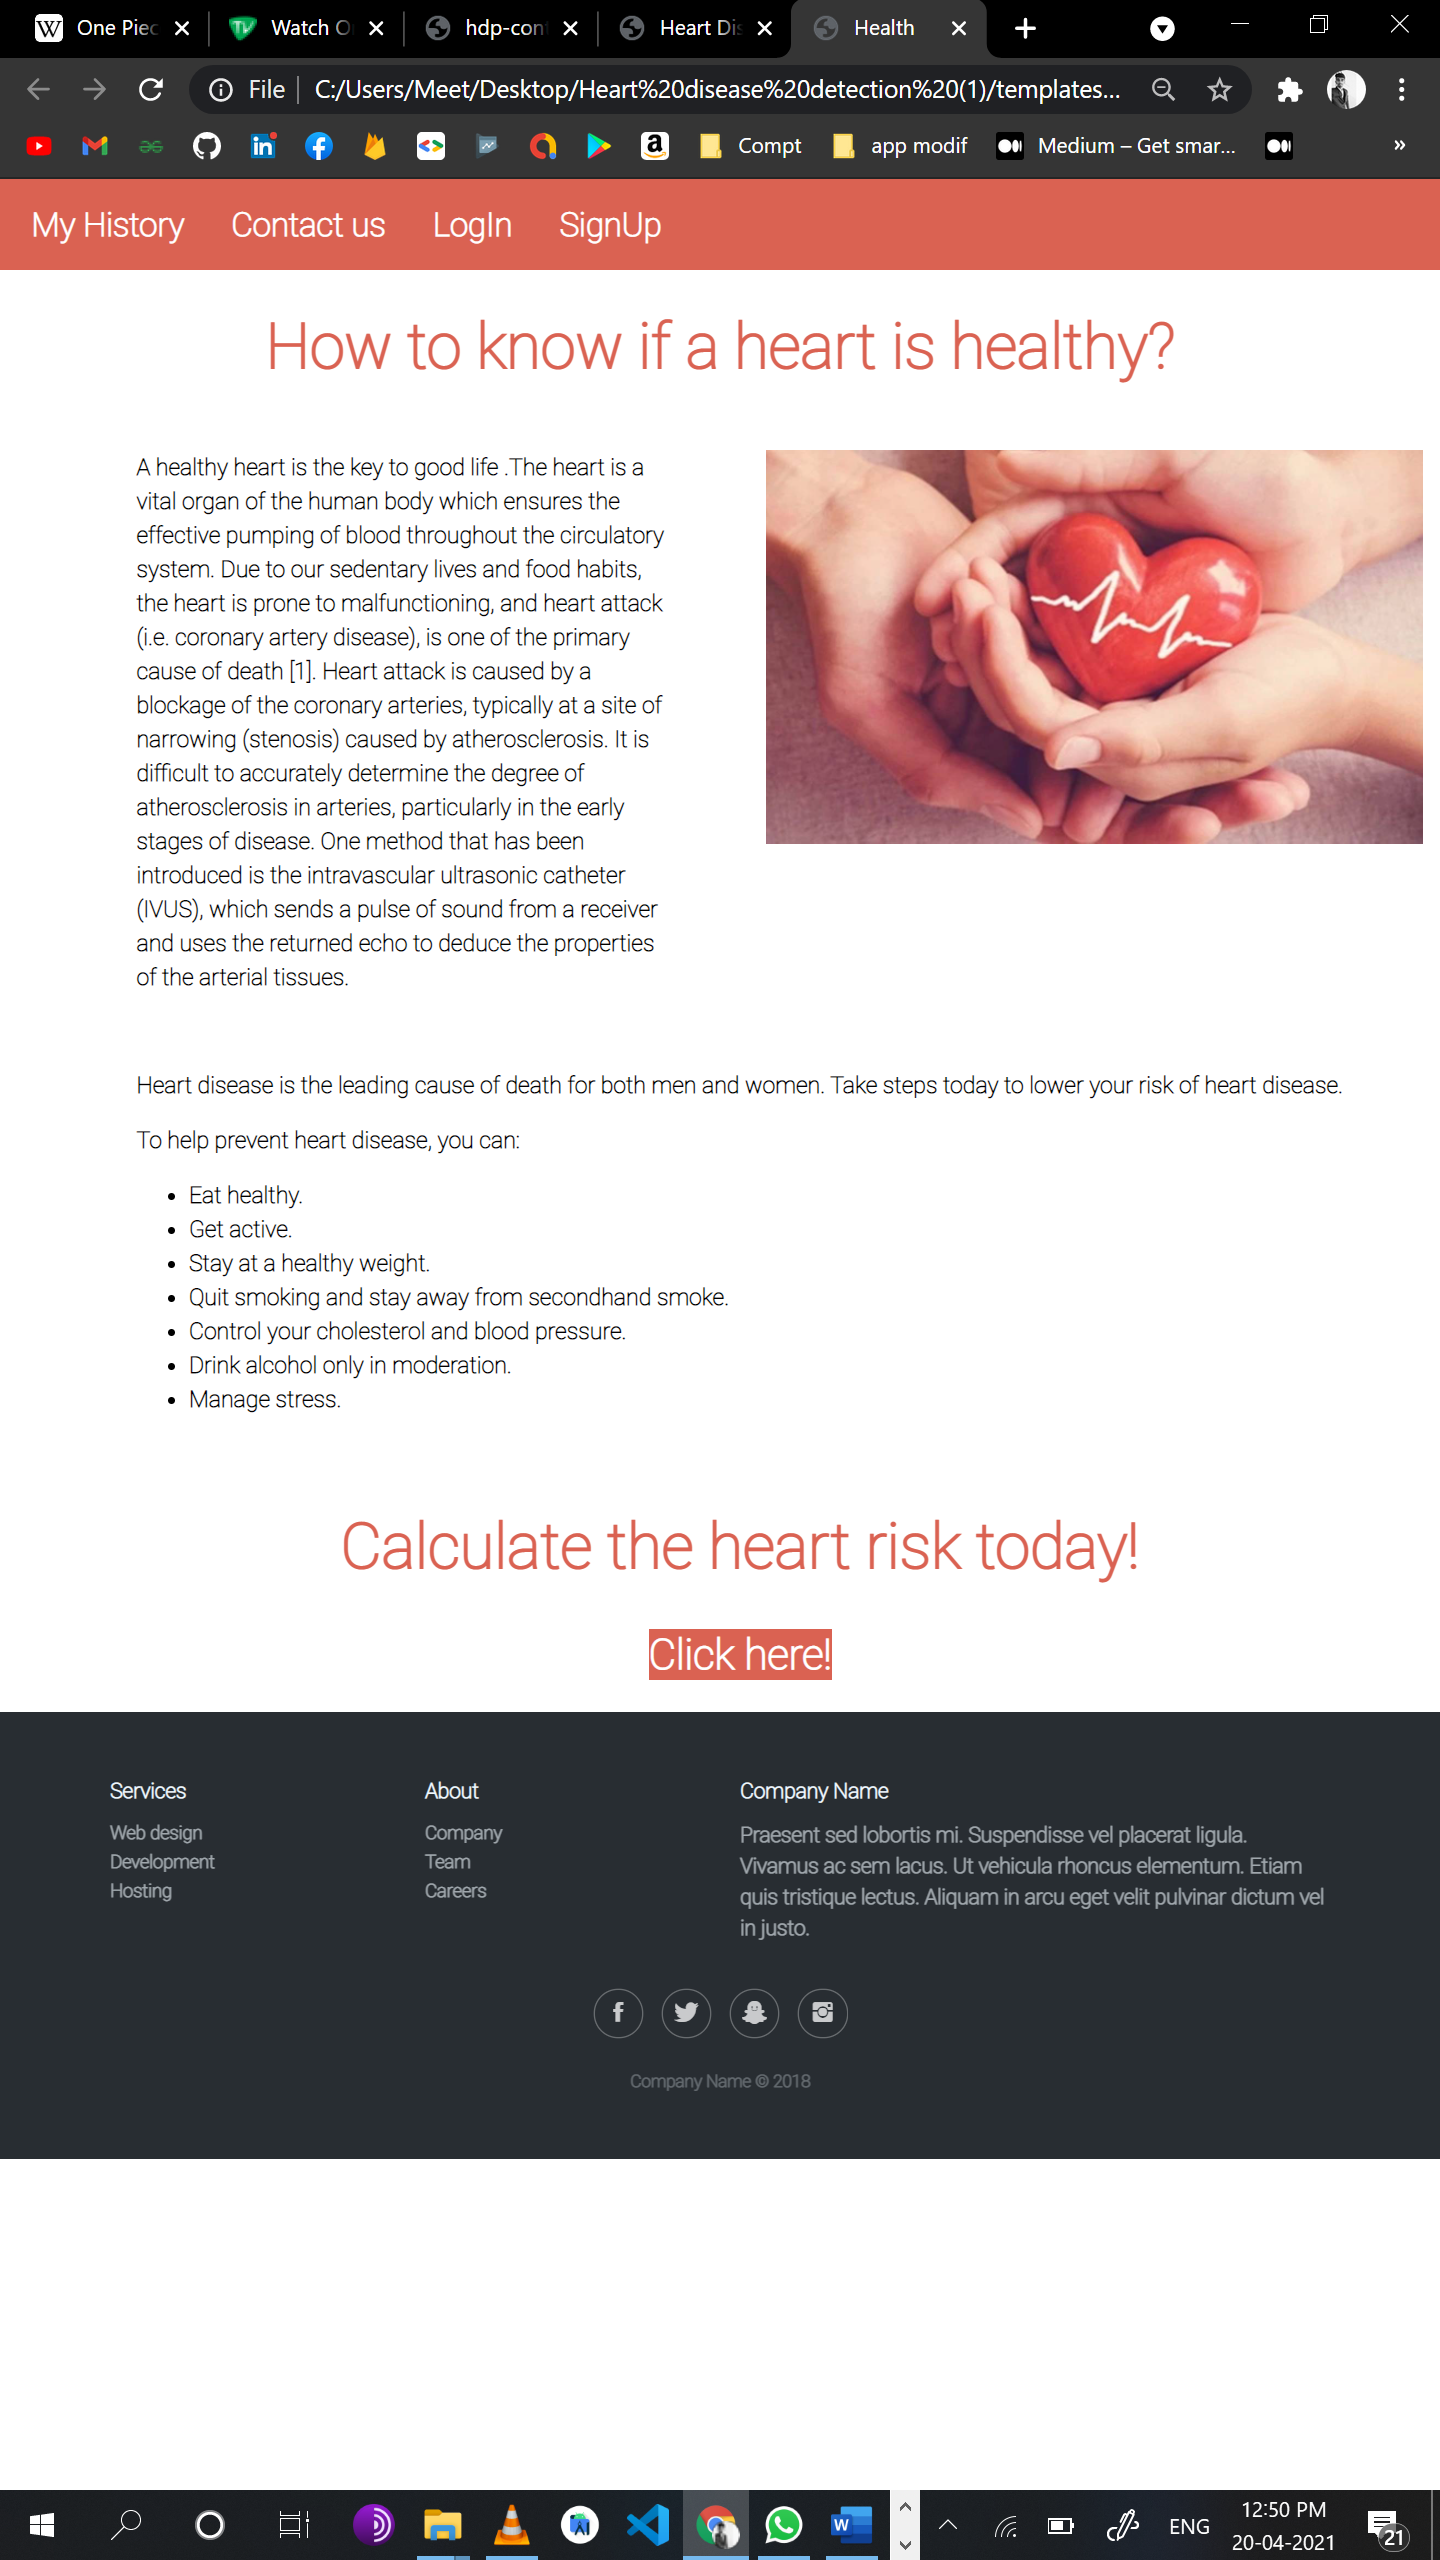 One Piec
Watch O
hdp-cont
Heart Dis
Health
File
C:/Users/Meet/Desktop/Heart%20disease%20detection%20(1)/templates...
Compt
app modif
Medium – Get smar...
»
My History Contact us LogIn SignUp
How to know if a heart is healthy?
A healthy heart is the key to good life .The heart is a
vital organ of the human body which ensures the
effective pumping of blood throughout the circulatory
system. Due to our sedentary lives and food habits,
the heart is prone to malfunctioning, and heart attack
(i.e. coronary artery disease), is one of the primary
cause of death [1]. Heart attack is caused by a
blockage of the coronary arteries, typically at a site of
narrowing (stenosis) caused by atherosclerosis. It is
difficult to accurately determine the degree of
atherosclerosis in arteries, particularly in the early
stages of disease. One method that has been
introduced is the intravascular ultrasonic catheter
(IVUS), which sends a pulse of sound from a receiver
and uses the returned echo to deduce the properties
of the arterial tissues.
Heart disease is the leading cause of death for both men and women. Take steps today to lower your risk of heart disease.
To help prevent heart disease, you can:
• Eat healthy.
• Get active.
• Stay at a healthy weight.
• Quit smoking and stay away from secondhand smoke.
• Control your cholesterol and blood pressure.
• Drink alcohol only in moderation.
• Manage stress.
Calculate the heart risk today!
Click here!
Services
Web design
Development
Hosting
About
Company
Team
Careers
Company Name
Praesent sed lobortis mi. Suspendisse vel placerat ligula.
Vivamus ac sem lacus. Ut vehicula rhoncus elementum. Etiam
quis tristique lectus. Aliquam in arcu eget velit pulvinar dictum vel
in justo.
Company Name © 2018
ENG
12:50 PM
20-04-2021
21